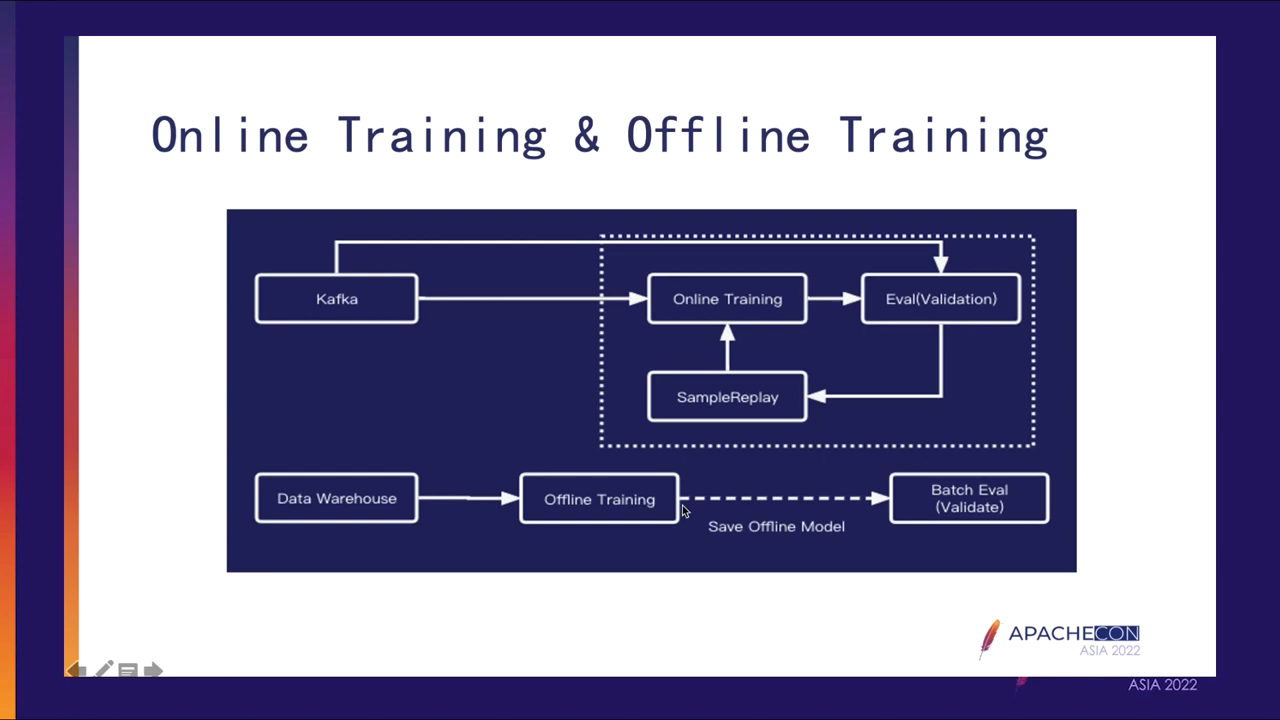 Online Training & Offline Training
Kafka
Online Training
Eval(Validation)
SampleReplay
Data Warehouse
Offline Training
Save Offline Model
Batch Eval
(Validate)
APACHECON
ASIA 2022
ASIA 2022